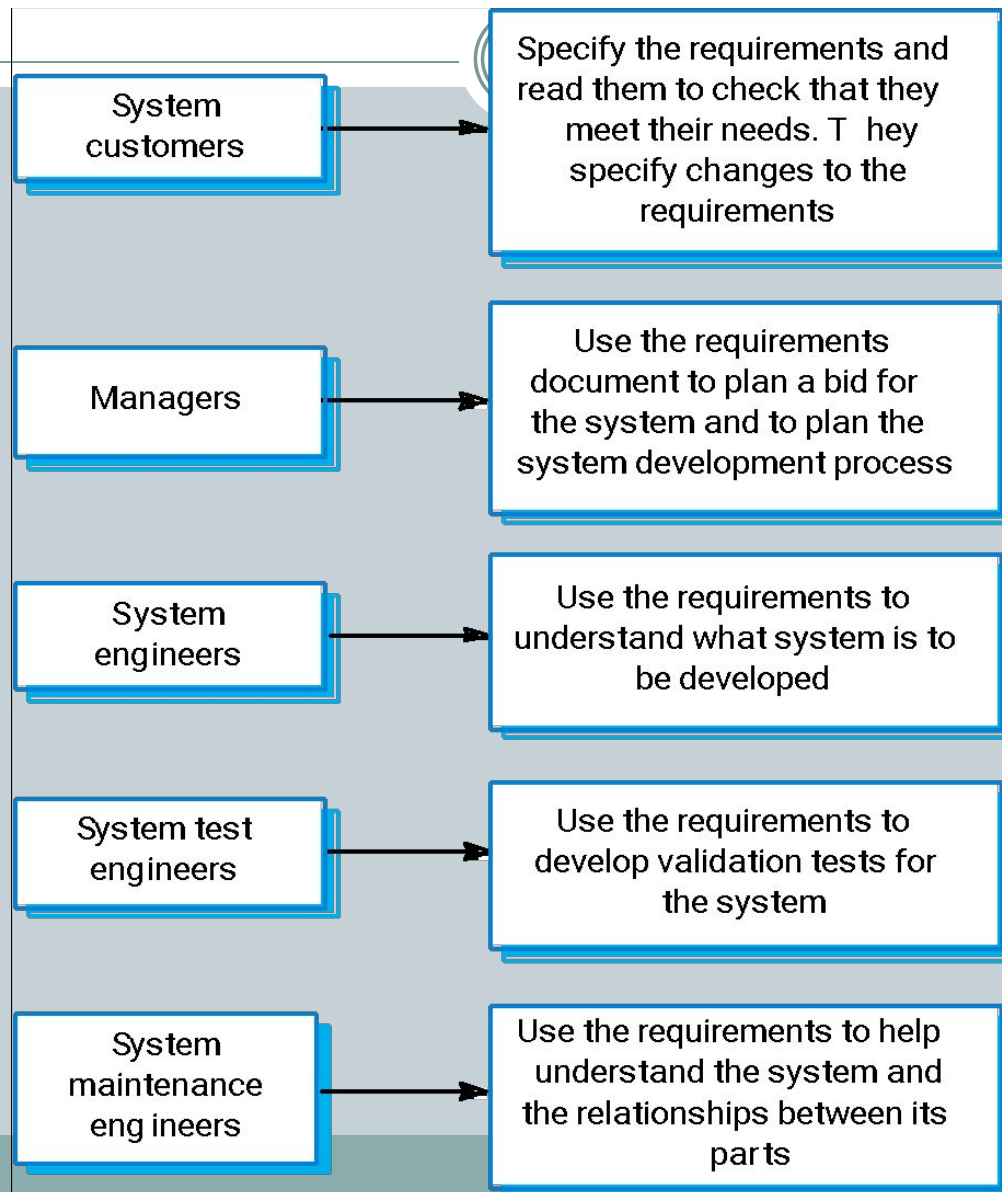 System
customers
Specify the requirements and
read them to check that they
meet their needs. T hey
specify changes to the
requirements
Managers
Use the requirements
document to plan a bid for
the system and to plan the
system development process
System
engineers
Use the requirements to
understand what system is to
be developed
System test
engineers
Use the requirements to
develop validation tests for
the system
System
maintenance
eng ineers
Use the requirements to help
understand the system and
the relationships between its
parts